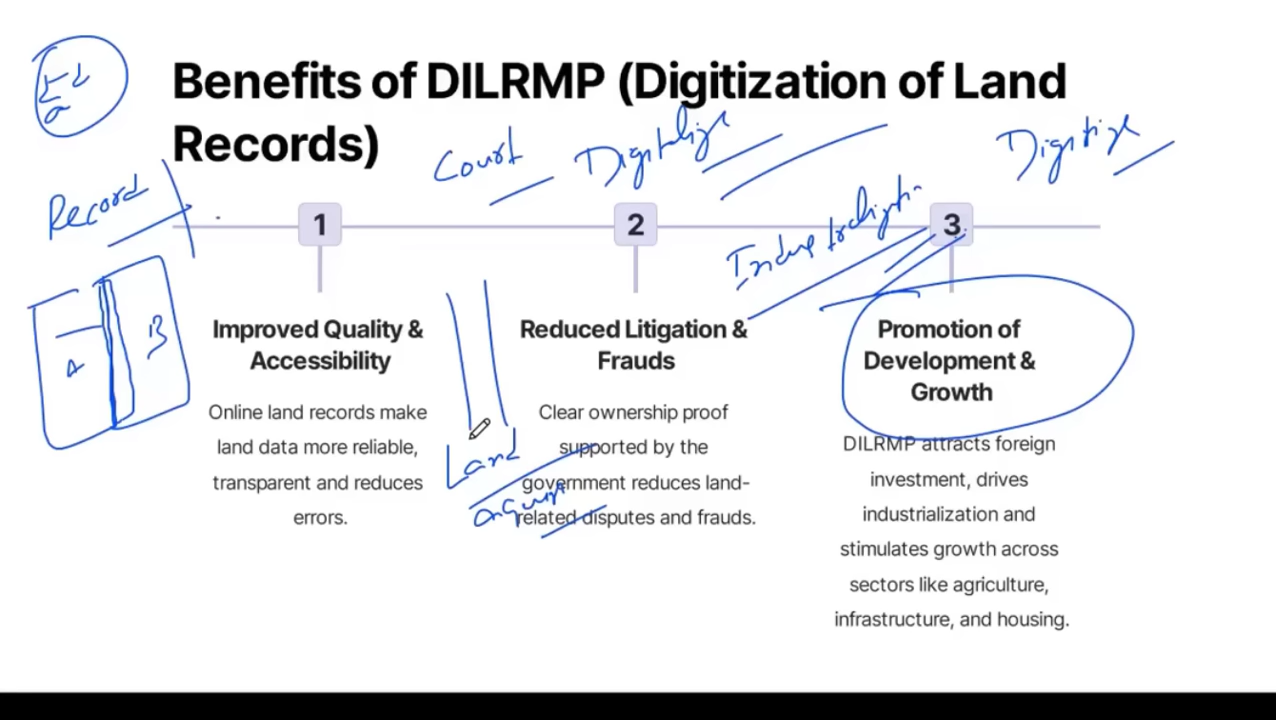 Benefits of DILRMP (Digitization of Land
Records)
Court
Digitalize
Digitize
Record
1
2
3
A
B
Improved Quality &
Accessibility
Online land records make
land data more reliable,
transparent and reduces
errors.
Reduced Litigation &
Frauds
Clear ownership proof
supported by the
government reduces land-
related disputes and frauds.
Land
Promotion of
Development &
Growth
DILRMP attracts foreign
investment, drives
industrialization and
stimulates growth across
sectors like agriculture,
infrastructure, and housing.